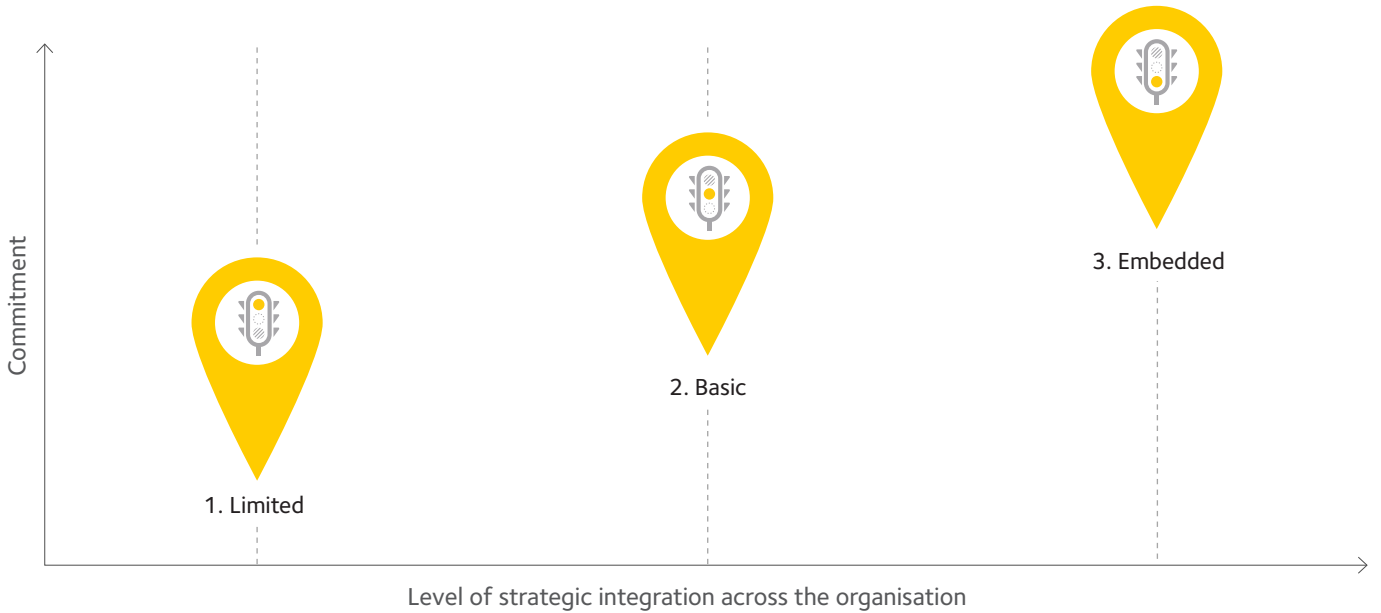 Commitment
1. Limited
2. Basic
3. Embedded
Level of strategic integration across the organisation